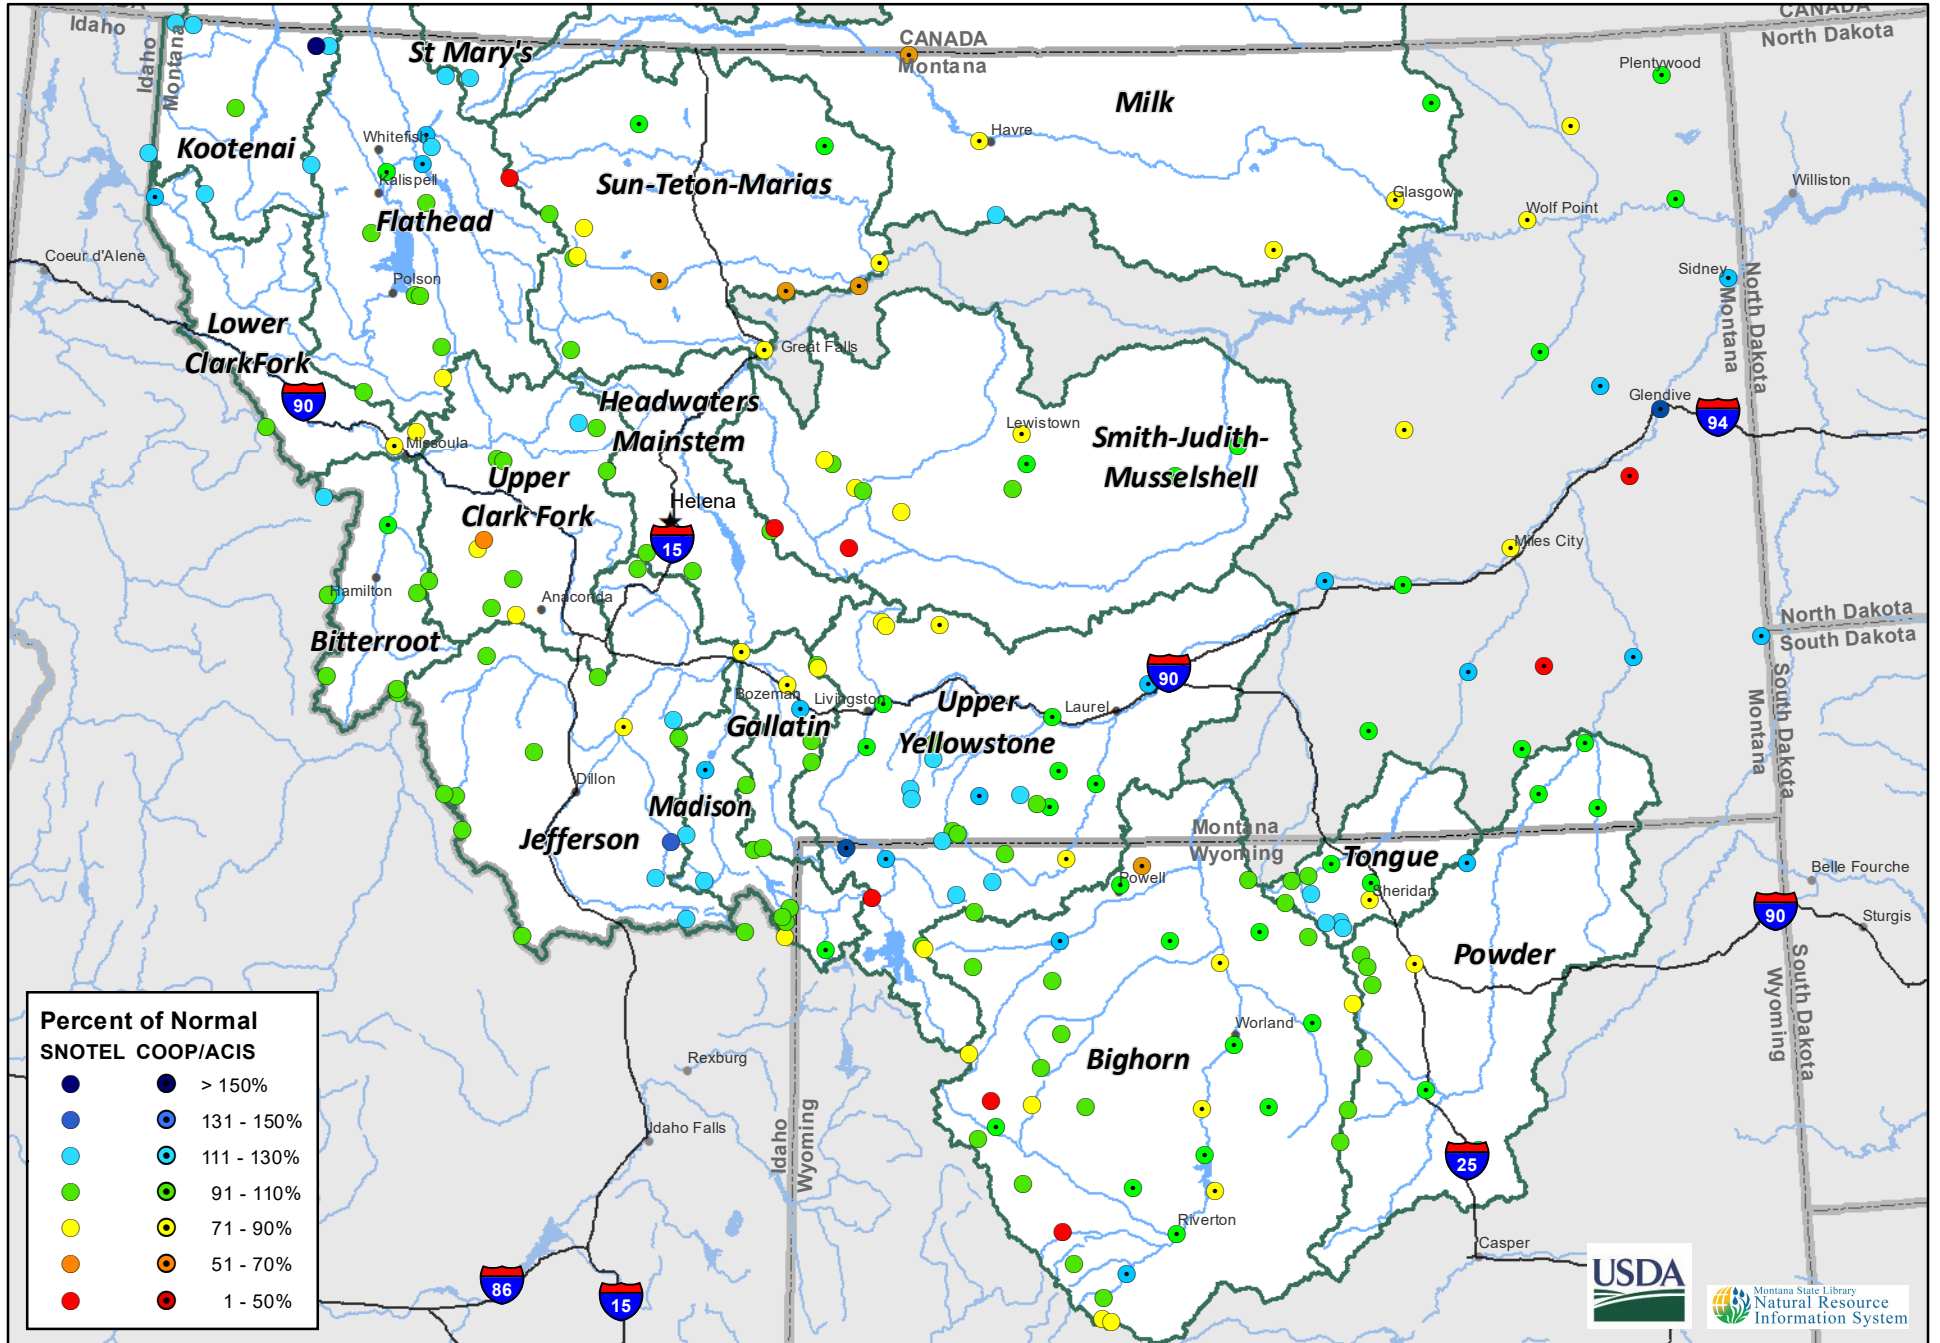 Idaho
Idaho
Montana
CANADA
Montana
CANADA
North Dakota
St Mary's
Milk
Plentywood
Kootenai
Whitefish
Kalispell
Havre
Sun-Teton-Marias
Flathead
Glasgow
Wolf Point
Williston
Coeur d'Alene
Polson
Sidney
Montana
North Dakota
Lower
ClarkFork
90
Great Falls
Headwaters
Mainstem
Lewistown
Smith-Judith-
Musselshell
Glendive
94
Missoula
Upper
Clark Fork
Helena
15
Miles City
Hamilton
Anaconda
Bitterroot
North Dakota
South Dakota
90
Bozeman
Livingston
Laurel
Gallatin
Upper
Yellowstone
Montana
South Dakota
Dillon
Madison
Jefferson
Montana
Wyoming
Tongue
Powell
Sheridan
Belle Fourche
90
Sturgis
Powder
Wyoming
South Dakota
Worland
Bighorn
Rexburg
Idaho Falls
Idaho
Wyoming
25
Riverton
Casper
86
15
Percent of Normal
SNOTEL COOP/ACIS
> 150%
131 - 150%
111 - 130%
91 - 110%
71 - 90%
51 - 70%
1 - 50%
USDA
Montana State Library
Natural Resource
Information System